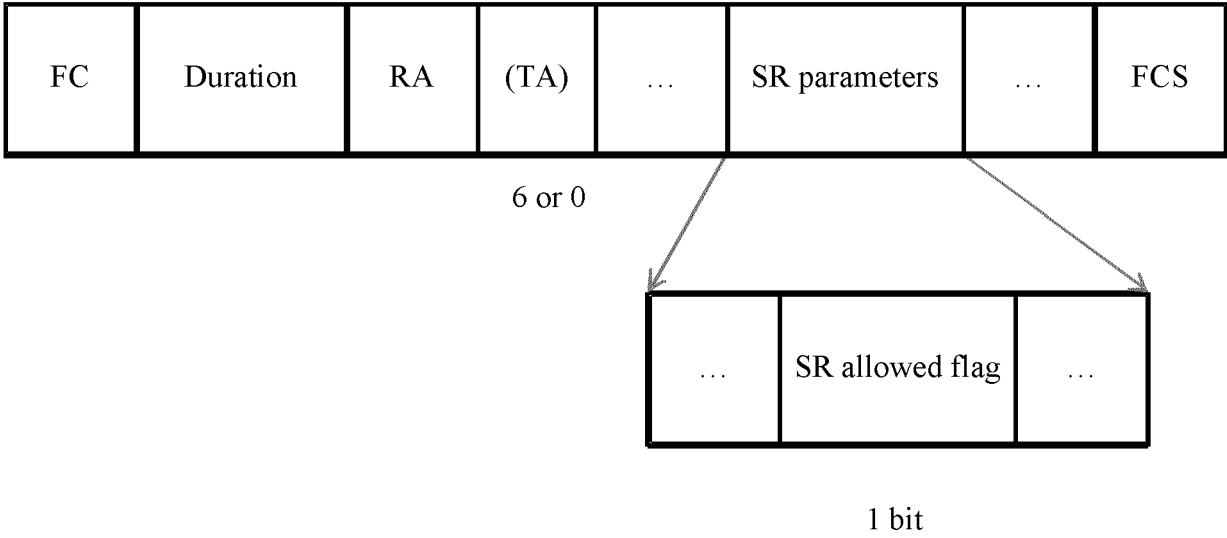 FC Duration RA (TA) ... SR parameters ... FCS
6 or 0
... SR allowed flag ...
1 bit